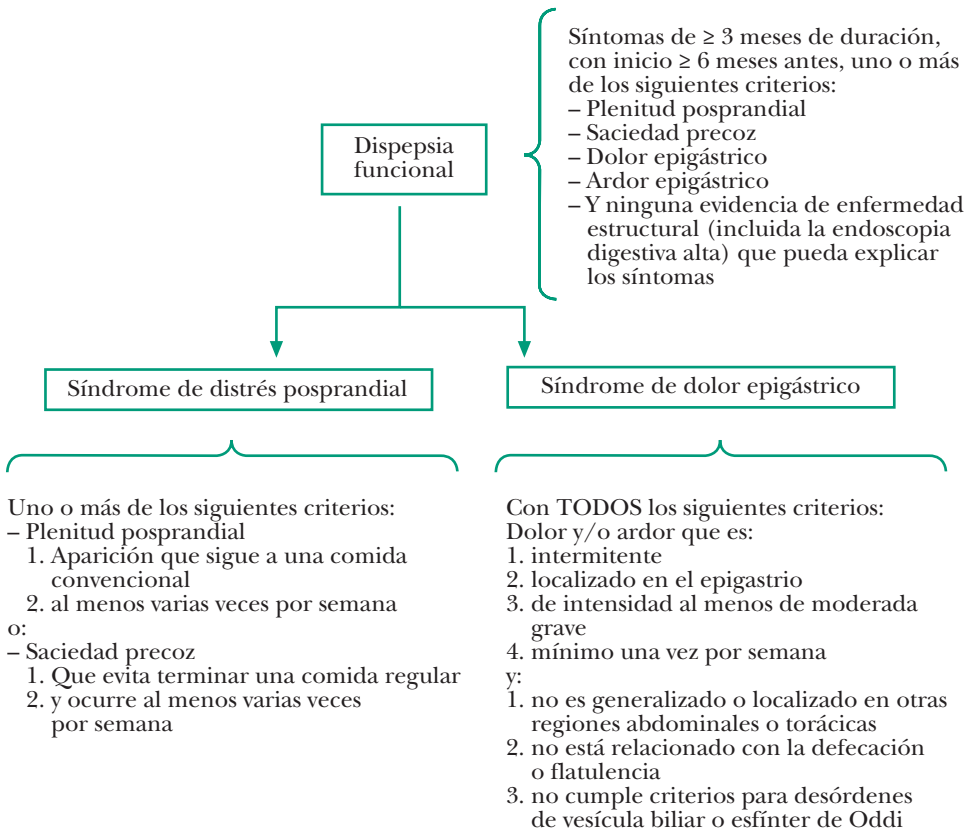 Síntomas de ≥ 3 meses de duración,
con inicio ≥ 6 meses antes, uno o más
de los siguientes criterios:
– Plenitud posprandial
– Saciedad precoz
– Dolor epigástrico
– Ardor epigástrico
– Y ninguna evidencia de enfermedad
estructural (incluida la endoscopia
digestiva alta) que pueda explicar
los síntomas
Dispepsia
funcional
Síndrome de distrés posprandial
Síndrome de dolor epigástrico
Uno o más de los siguientes criterios:
– Plenitud posprandial
1. Aparición que sigue a una comida
convencional
2. al menos varias veces por semana
o:
– Saciedad precoz
1. Que evita terminar una comida regular
2. y ocurre al menos varias veces
por semana
Con TODOS los siguientes criterios:
Dolor y/o ardor que es:
1. intermitente
2. localizado en el epigastrio
3. de intensidad al menos de moderada
grave
4. mínimo una vez por semana
y:
1. no es generalizado o localizado en otras
regiones abdominales o torácicas
2. no está relacionado con la defecación
o flatulencia
3. no cumple criterios para desórdenes
de vesícula biliar o esfínter de Oddi